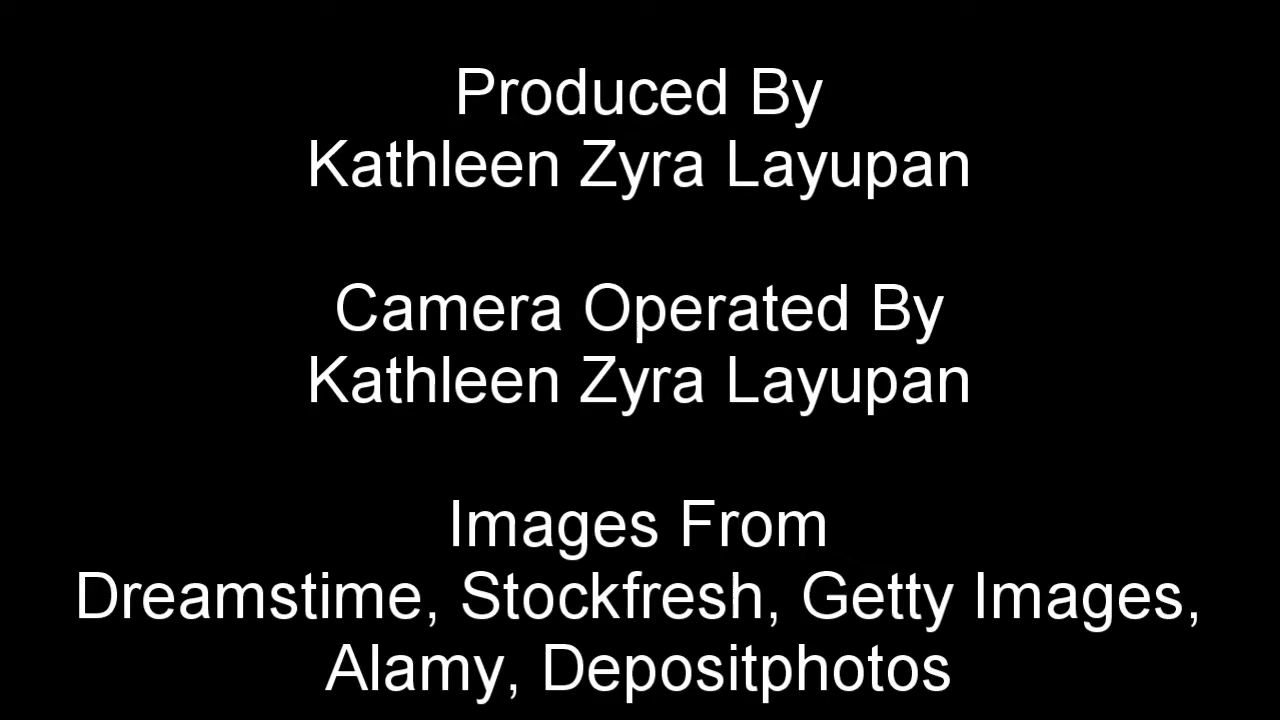 Produced By
Kathleen Zyra Layupan
Camera Operated By
Kathleen Zyra Layupan
Images From
Dreamstime, Stockfresh, Getty Images,
Alamy, Depositphotos